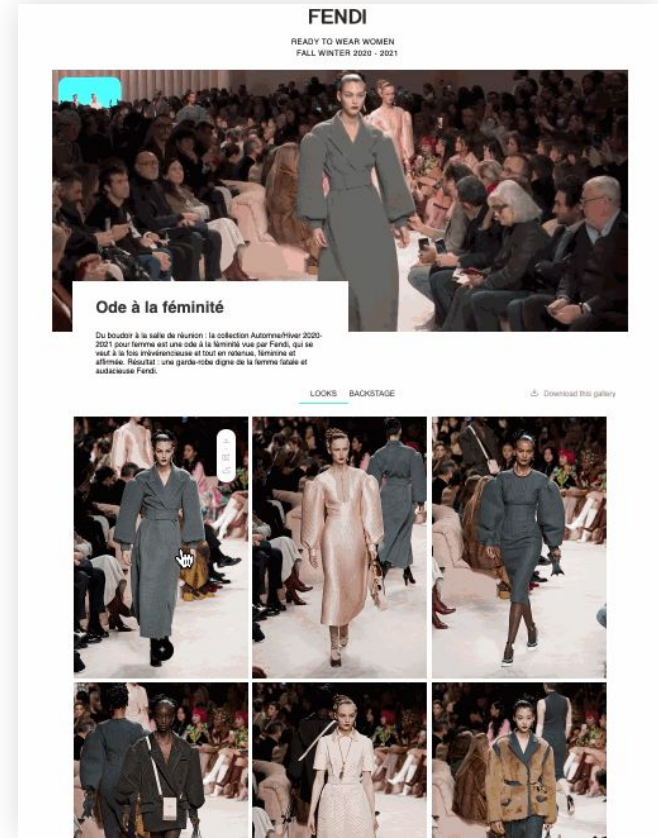 FENDI
READY TO WEAR WOMEN
FALL WINTER 2020 - 2021
Ode à la féminité
Du boudoir à la salle de réunion : la collection Automne/Hiver 2020-
2021 pour femme est une ode à la féminité vue par Fendi, qui se
veut à la fois irrévérencieuse et tout en retenue, féminine et
affirmée. Résultat : une garde-robe digne de la femme fatale et
audacieuse Fendi.
LOOKS BACKSTAGE
Download this gallery